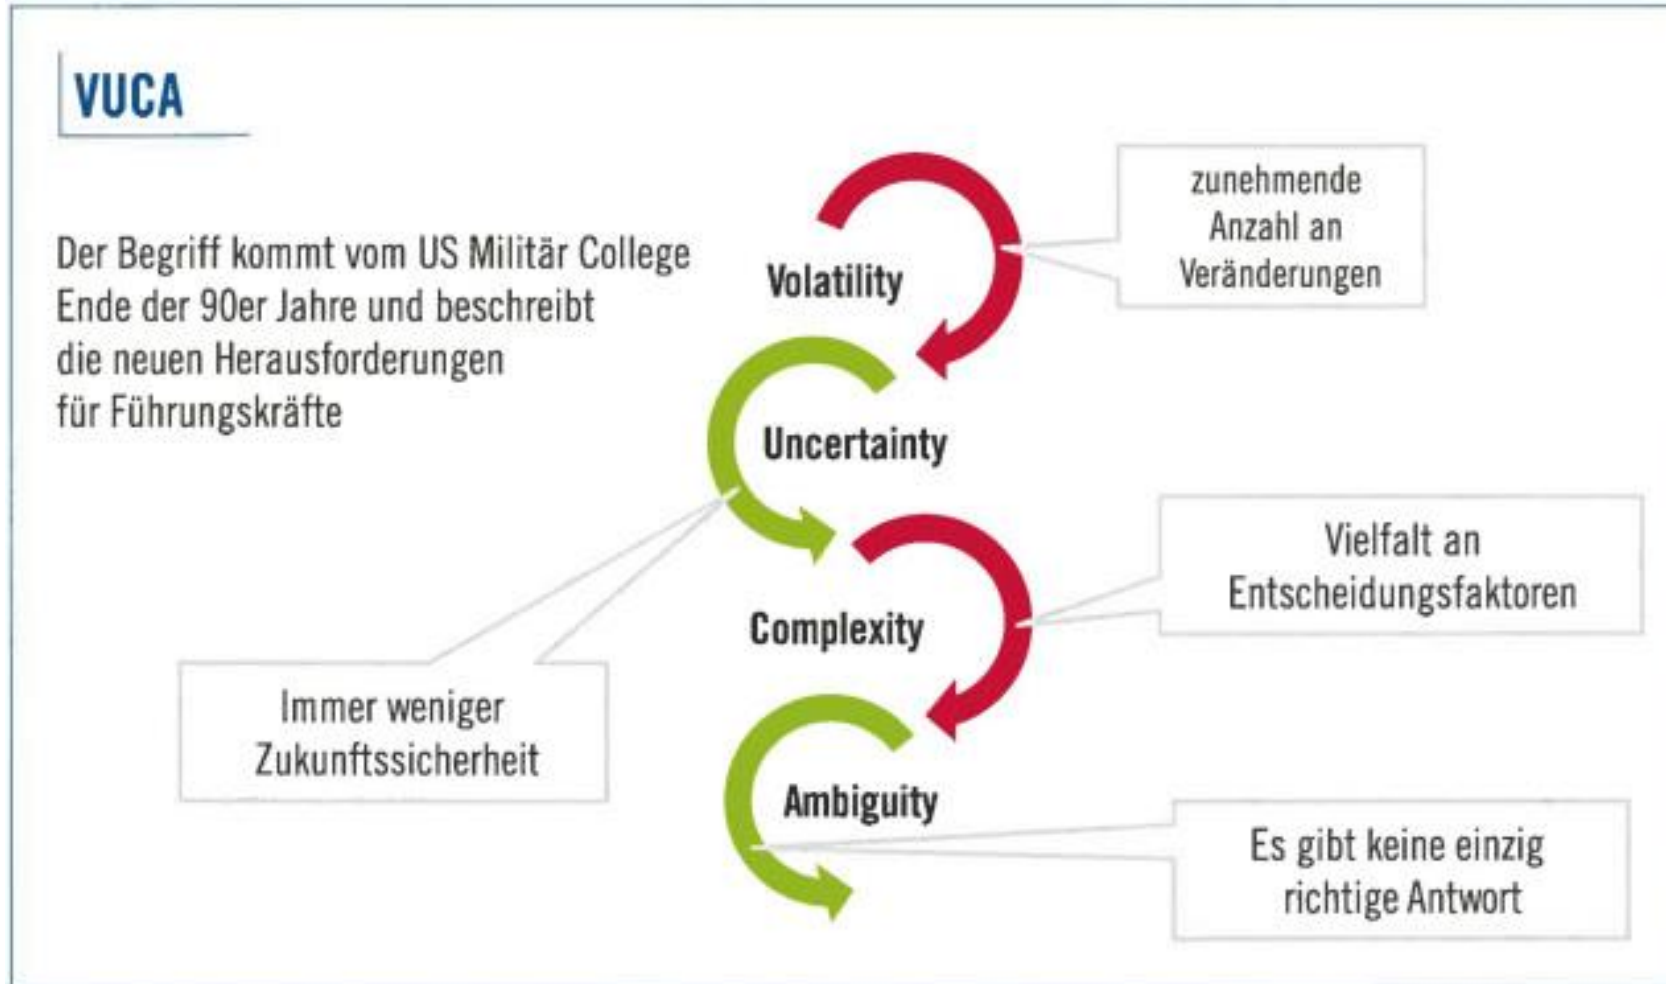 VUCA
Der Begriff kommt vom US Militär College
Ende der 90er Jahre und beschreibt
die neuen Herausforderungen
für Führungskräfte
Volatility
zunehmende
Anzahl an
Veränderungen
Uncertainty
Immer weniger
Zukunftssicherheit
Complexity
Vielfalt an
Entscheidungsfaktoren
Ambiguity
Es gibt keine einzig
richtige Antwort